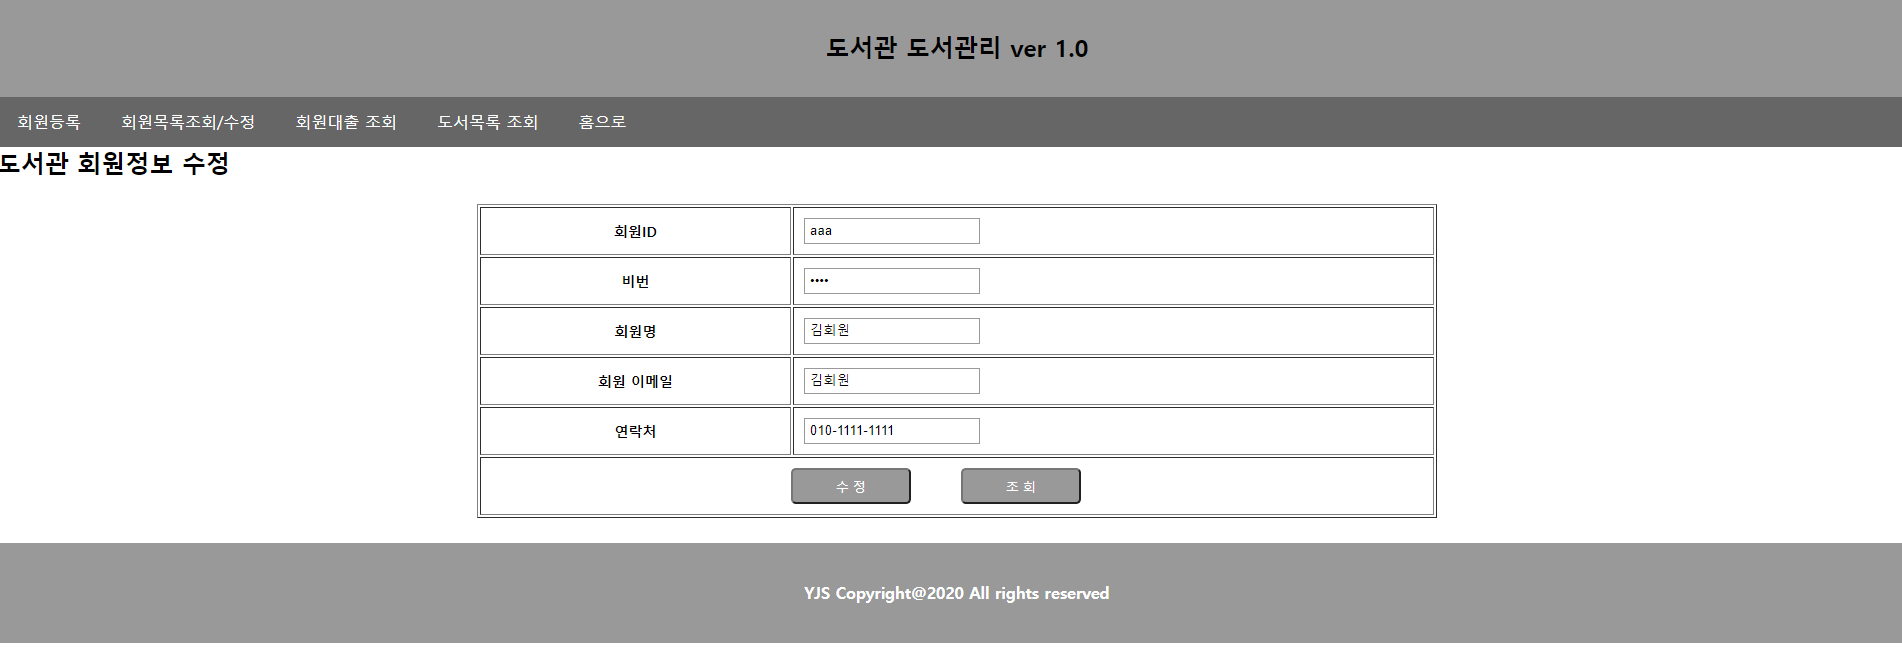 도서관 도서관리 ver 1.0
회원등록 회원목록조회/수정 회원대출 조회 도서목록 조회 홈으로
도서관 회원정보 수정
회원ID aaa
비번 ••••
회원명 김회원
회원 이메일 김회원
연락처 010-1111-1111
수 정 조 회
YJS Copyright@2020 All rights reserved